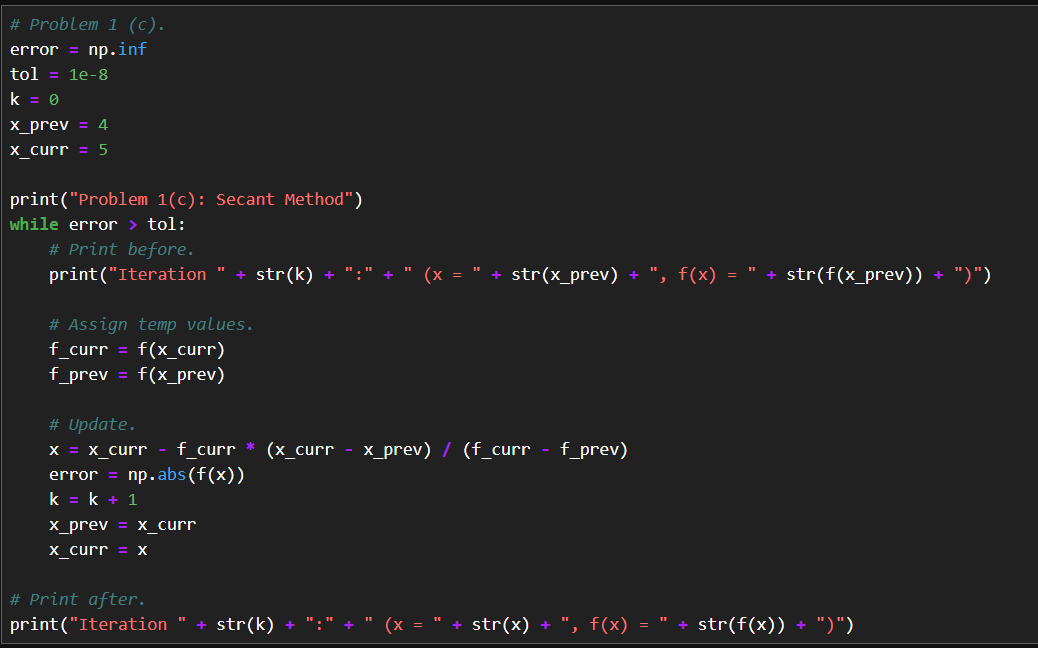 # Problem 1 (c).
error = np.inf
tol = 1e-8
k = 0
x_prev = 4
x_curr = 5

print("Problem 1(c): Secant Method")
while error > tol:
    # Print before.
    print("Iteration " + str(k) + ":" + " (x = " + str(x_prev) + ", f(x) = " + str(f(x_prev)) + ")")

    # Assign temp values.
    f_curr = f(x_curr)
    f_prev = f(x_prev)

    # Update.
    x = x_curr - f_curr * (x_curr - x_prev) / (f_curr - f_prev)
    error = np.abs(f(x))
    k = k + 1
    x_prev = x_curr
    x_curr = x

# Print after.
print("Iteration " + str(k) + ":" + " (x = " + str(x) + ", f(x) = " + str(f(x)) + ")")